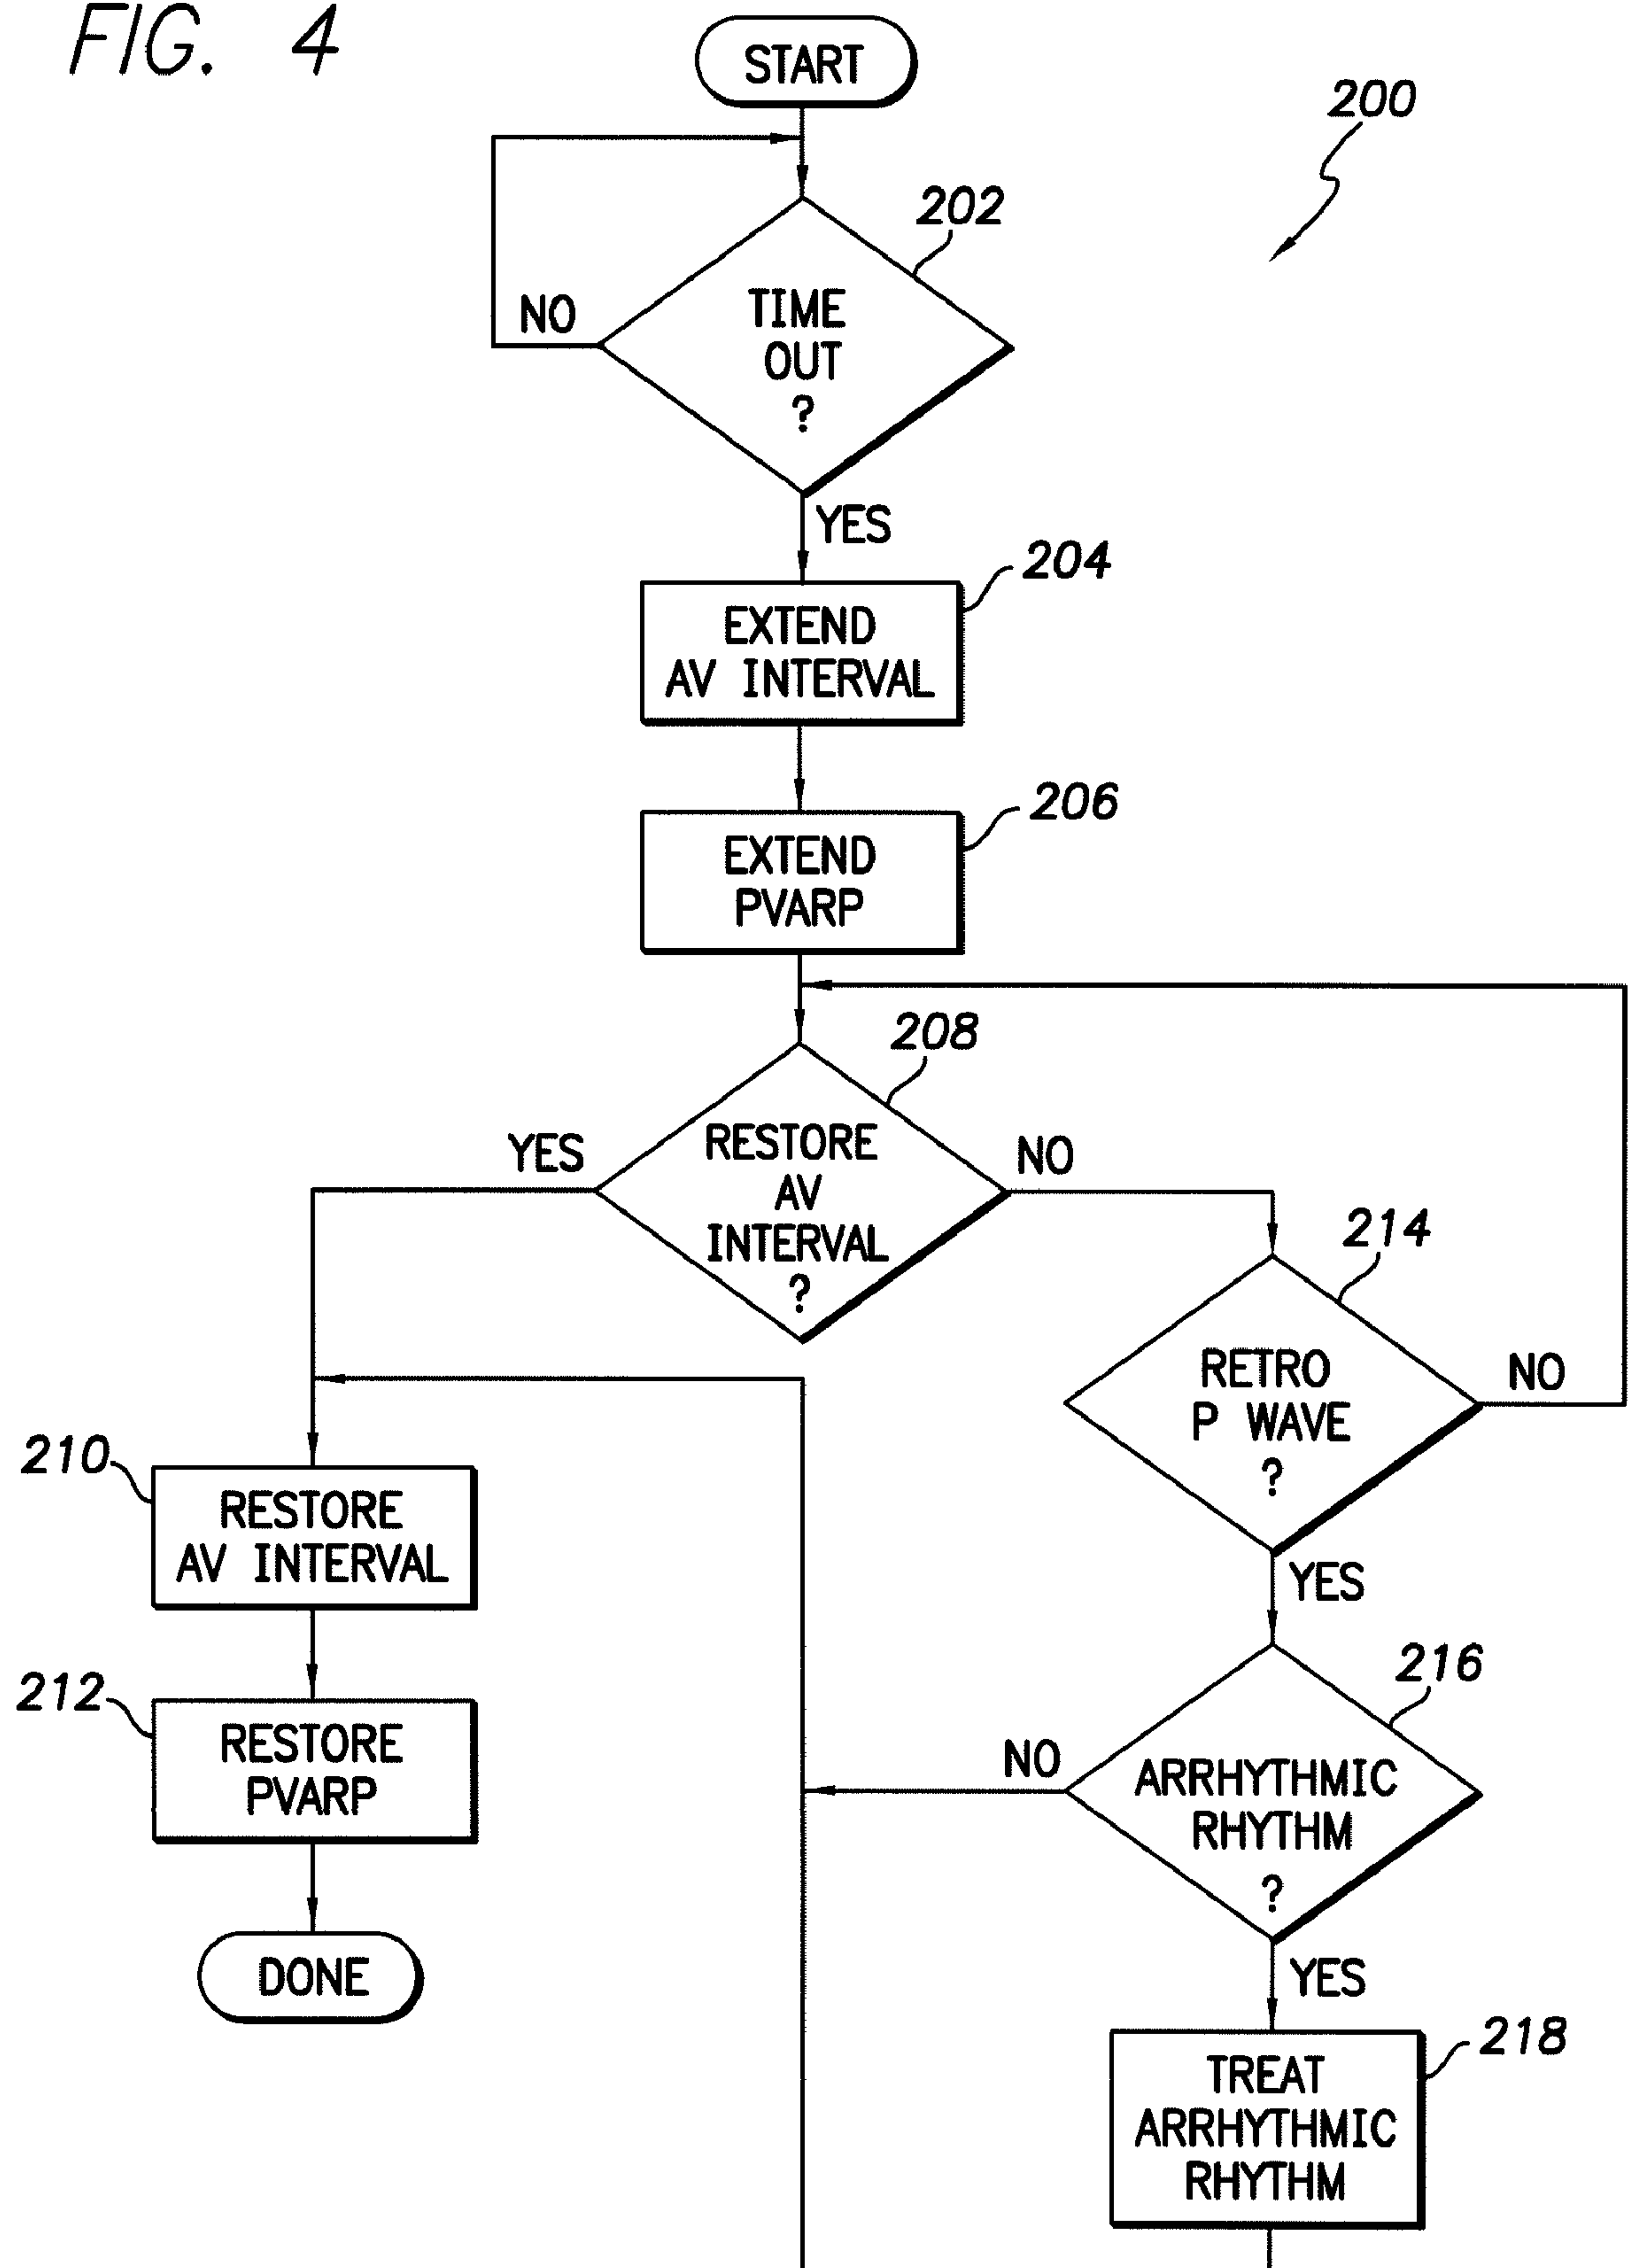 FIG. 4
START
200
202
TIME
OUT
?
NO
YES
204
EXTEND
AV INTERVAL
206
EXTEND
PVARP
208
RESTORE
AV
INTERVAL
?
YES
NO
214
RETRO
P WAVE
?
NO
YES
210
RESTORE
AV INTERVAL
212
RESTORE
PVARP
DONE
216
ARRHYTHMIC
RHYTHM
?
NO
YES
218
TREAT
ARRHYTHMIC
RHYTHM